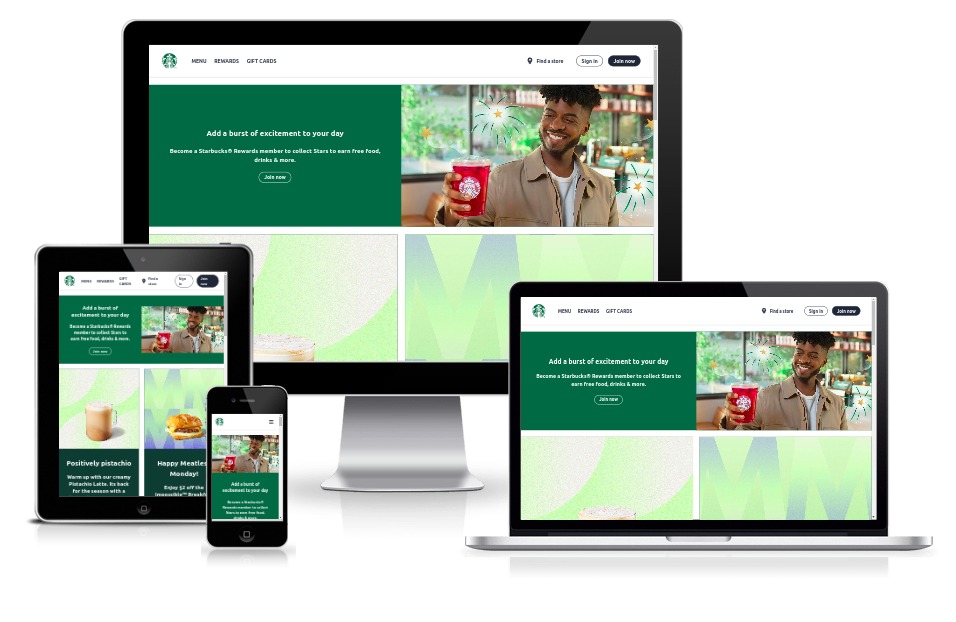 MENU REWARDS GIFT CARDS
Find a store
Sign in
Join now
Add a burst of excitement to your day
Become a Starbucks® Rewards member to collect Stars to earn free food,
drinks & more.
Join now
MENU REWARDS GIFT
CARDS
Find a
store
Sign
in
Join
now
Add a burst of
excitement to your day
Become a Starbucks® Rewards
member to collect Stars to
earn free food, drinks & more.
Join now
Positively pistachio
Warm up with our creamy
Pistachio Latte. Its back
for the season with a
Happy Meatless
Monday!
Enjoy $2 off the
Impossible™ Breakf
Add a burst of
excitement to your day
Become a Starbucks®
Rewards member to collect
Stars to earn free food,
drinks & more.
MENU REWARDS GIFT CARDS
Find a store
Sign in
Join now
Add a burst of excitement to your day
Become a Starbucks® Rewards member to collect Stars to
earn free food, drinks & more.
Join now